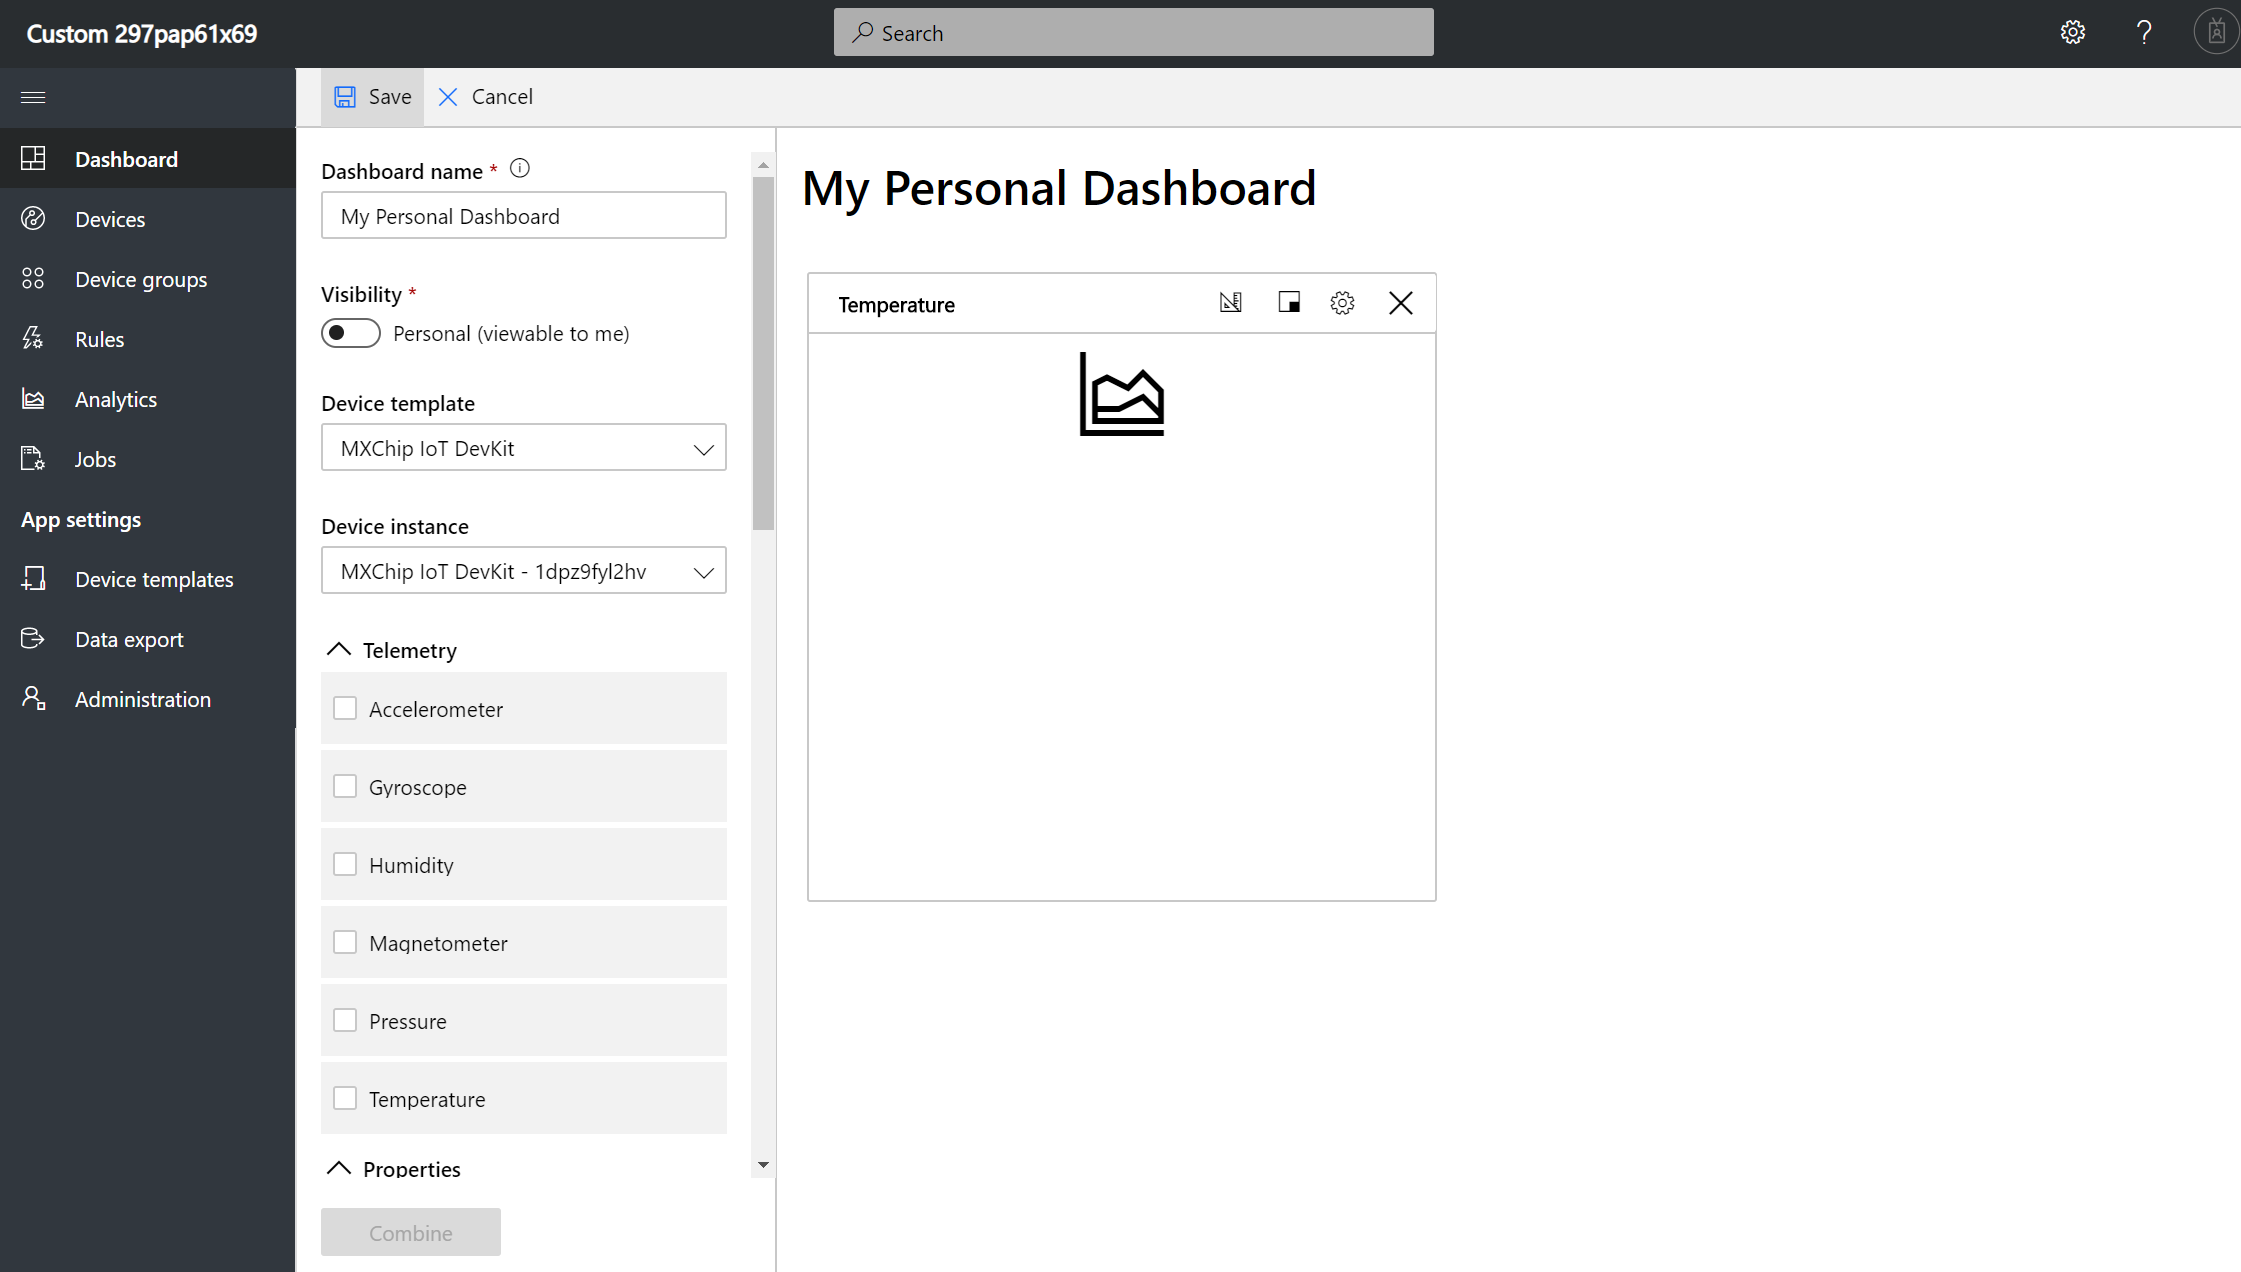 Custom 297pap61x69
Search
?
Save
Cancel
Dashboard
Devices
Device groups
Rules
Analytics
Jobs
App settings
Device templates
Data export
Administration
Dashboard name *
My Personal Dashboard
Visibility *
Personal (viewable to me)
Device template
MXChip IoT DevKit
Device instance
MXChip IoT DevKit - 1dpz9fyl2hv
Telemetry
Accelerometer
Gyroscope
Humidity
Magnetometer
Pressure
Temperature
Properties
Combine
My Personal Dashboard
Temperature